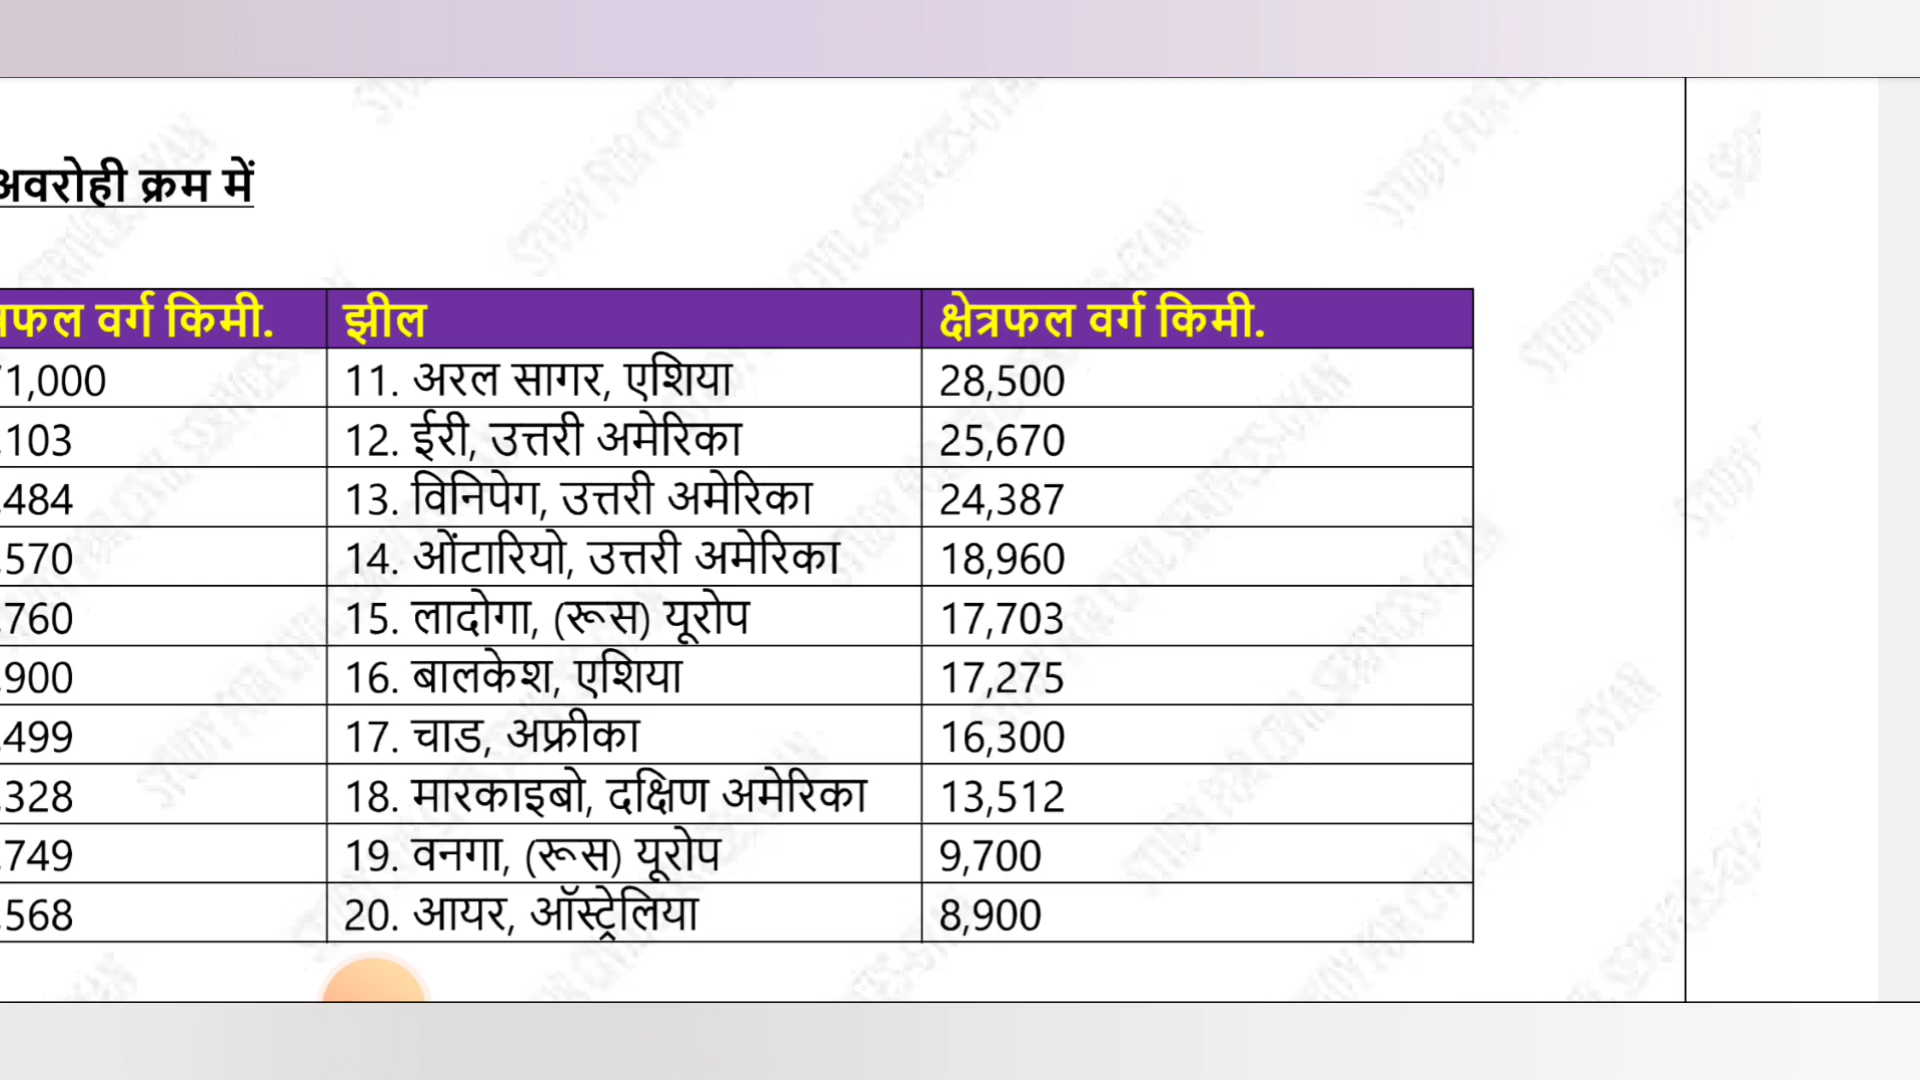 अवरोही क्रम में
वर्ग किमी. झील क्षेत्रफल वर्ग किमी.
1,000 11. अरल सागर, एशिया 28,500
103 12. ईरी, उत्तरी अमेरिका 25,670
484 13. विनिपेग, उत्तरी अमेरिका 24,387
570 14. ओंटारियो, उत्तरी अमेरिका 18,960
760 15. लादोगा, (रूस) यूरोप 17,703
900 16. बालकेश, एशिया 17,275
499 17. चाड, अफ्रीका 16,300
328 18. मारकाइबो, दक्षिण अमेरिका 13,512
749 19. वनगा, (रूस) यूरोप 9,700
568 20. आयर, ऑस्ट्रेलिया 8,900